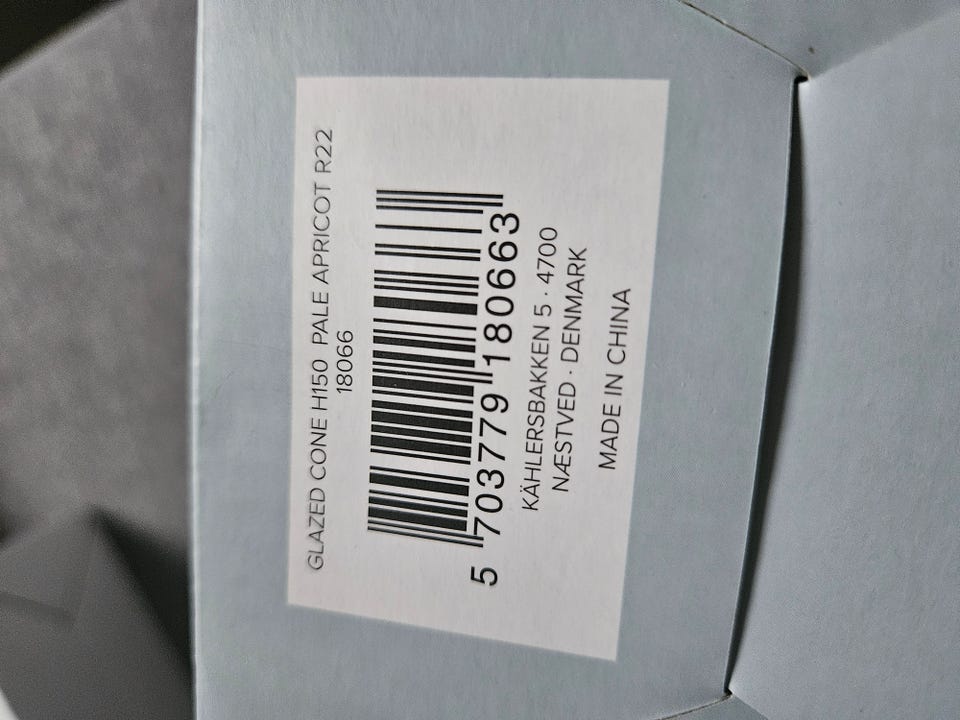 GLAZED CONE H150 PALE APRICOT R22
18066
5 703779 180663
KÄHLERSBAKKEN 5 · 4700
NÆSTVED · DENMARK
MADE IN CHINA